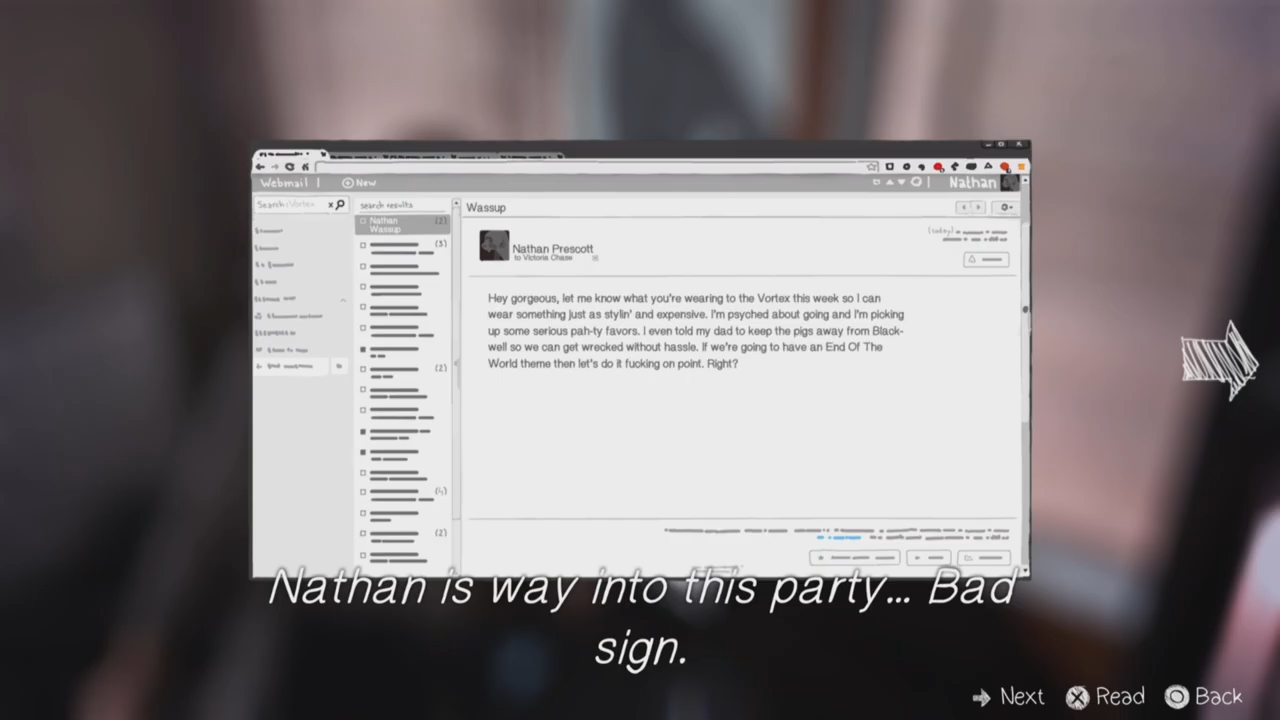 Webmail | New
Nathan
Search: Vortex x
search results
Wassup
Nathan (2)
Wassup
(3)
(2)
(4)
(2)
(today)
Nathan Prescott
to Victoria Chase
Hey gorgeous, let me know what you're wearing to the Vortex this week so I can
wear something just as stylin' and expensive. I'm psyched about going and I'm picking
up some serious pah-ty favors. I even told my dad to keep the pigs away from Black-
well so we can get wrecked without hassle. If we're going to have an End Of The
World theme then let's do it fucking on point. Right?
Nathan is way into this party... Bad
sign.
Next Read Back